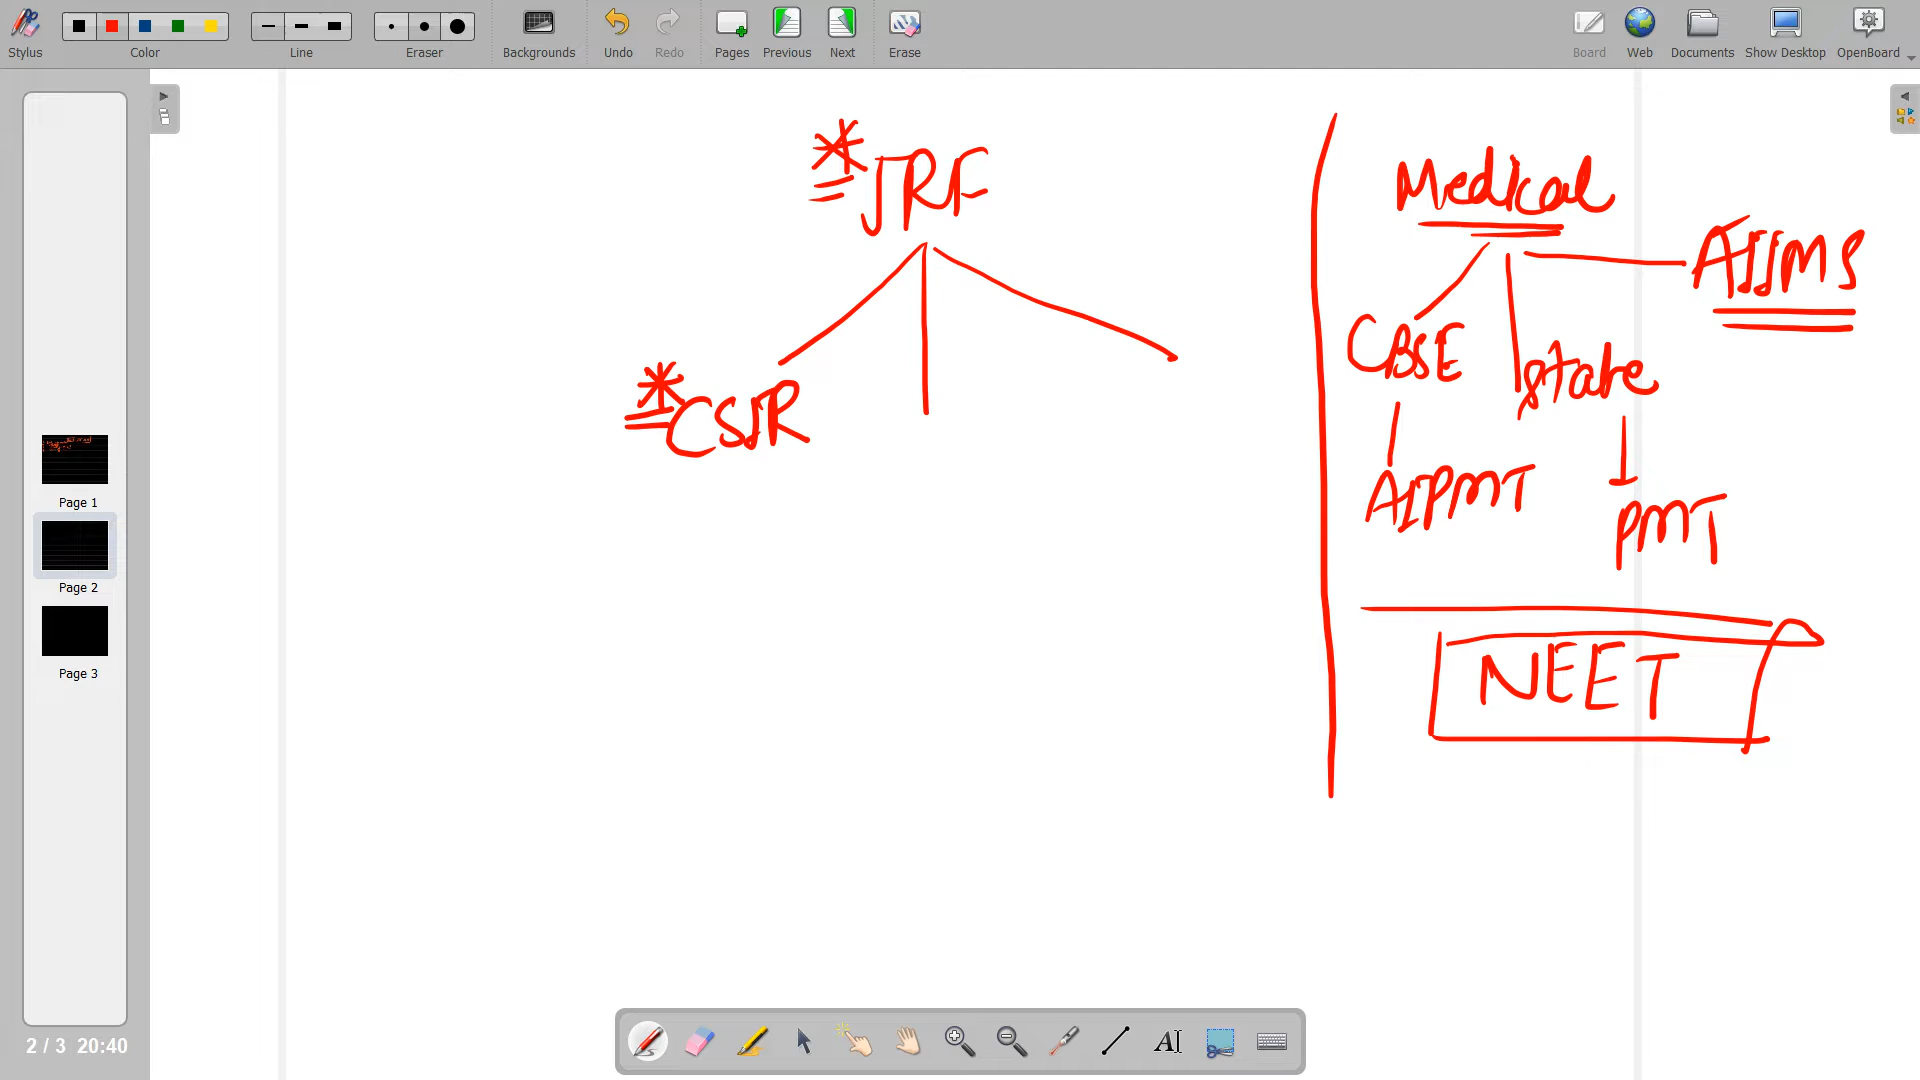 Stylus
Color
Line
Eraser
Backgrounds
Undo
Redo
Pages
Previous
Next
Erase
Board
Web
Documents
Show Desktop
OpenBoard
*JRF
*CSIR
Medical
AIIMS
CBSE
state
AIPMT
PMT
NEET
Page 1
Page 2
Page 3
2 / 3 20:40